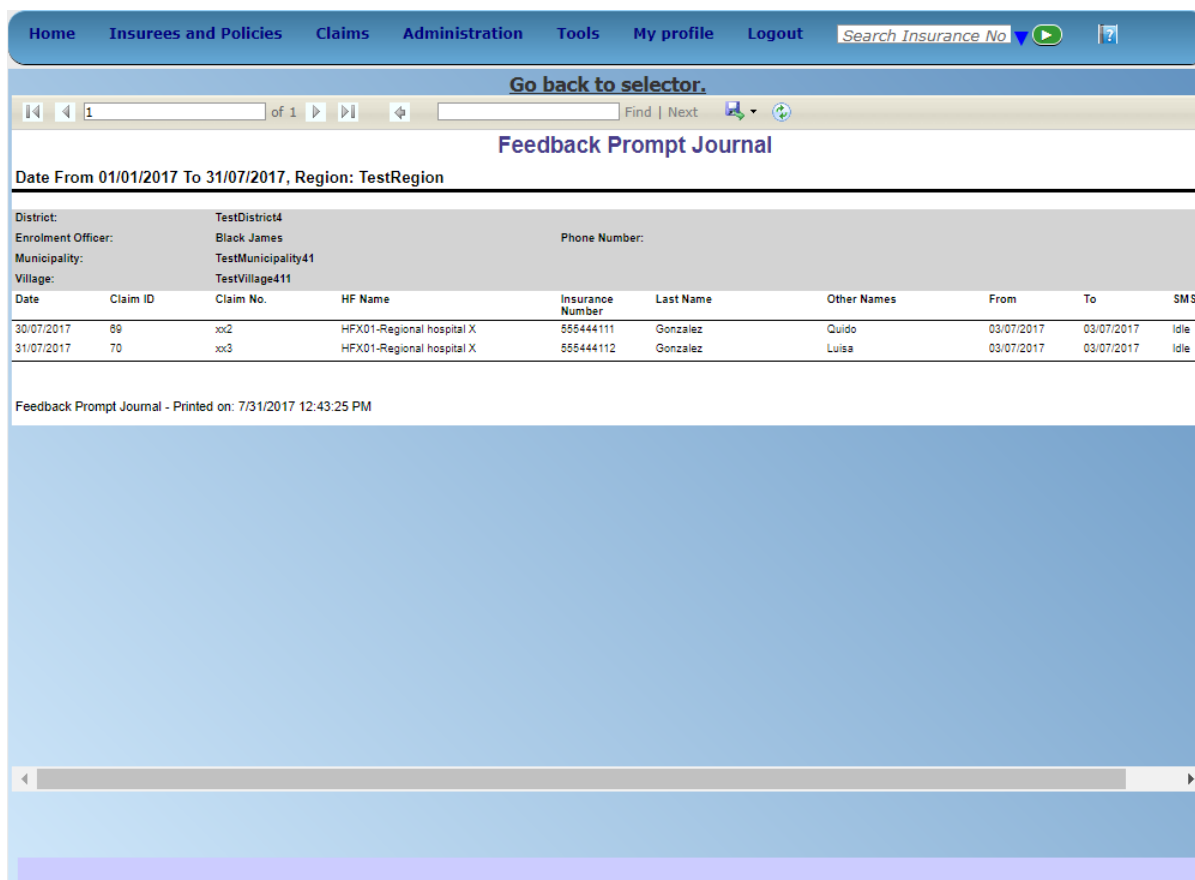 Home Insurees and Policies Claims Administration Tools My profile Logout Search Insurance No ?
Go back to selector.
1 of 1 Find | Next
Feedback Prompt Journal
Date From 01/01/2017 To 31/07/2017, Region: TestRegion
District: TestDistrict4
Enrolment Officer: Black James Phone Number:
Municipality: TestMunicipality41
Village: TestVillage411
Date Claim ID Claim No. HF Name Insurance Number Last Name Other Names From To SMS
30/07/2017 69 xx2 HFX01-Regional hospital X 555444111 Gonzalez Quido 03/07/2017 03/07/2017 Idle
31/07/2017 70 xx3 HFX01-Regional hospital X 555444112 Gonzalez Luisa 03/07/2017 03/07/2017 Idle
Feedback Prompt Journal - Printed on: 7/31/2017 12:43:25 PM